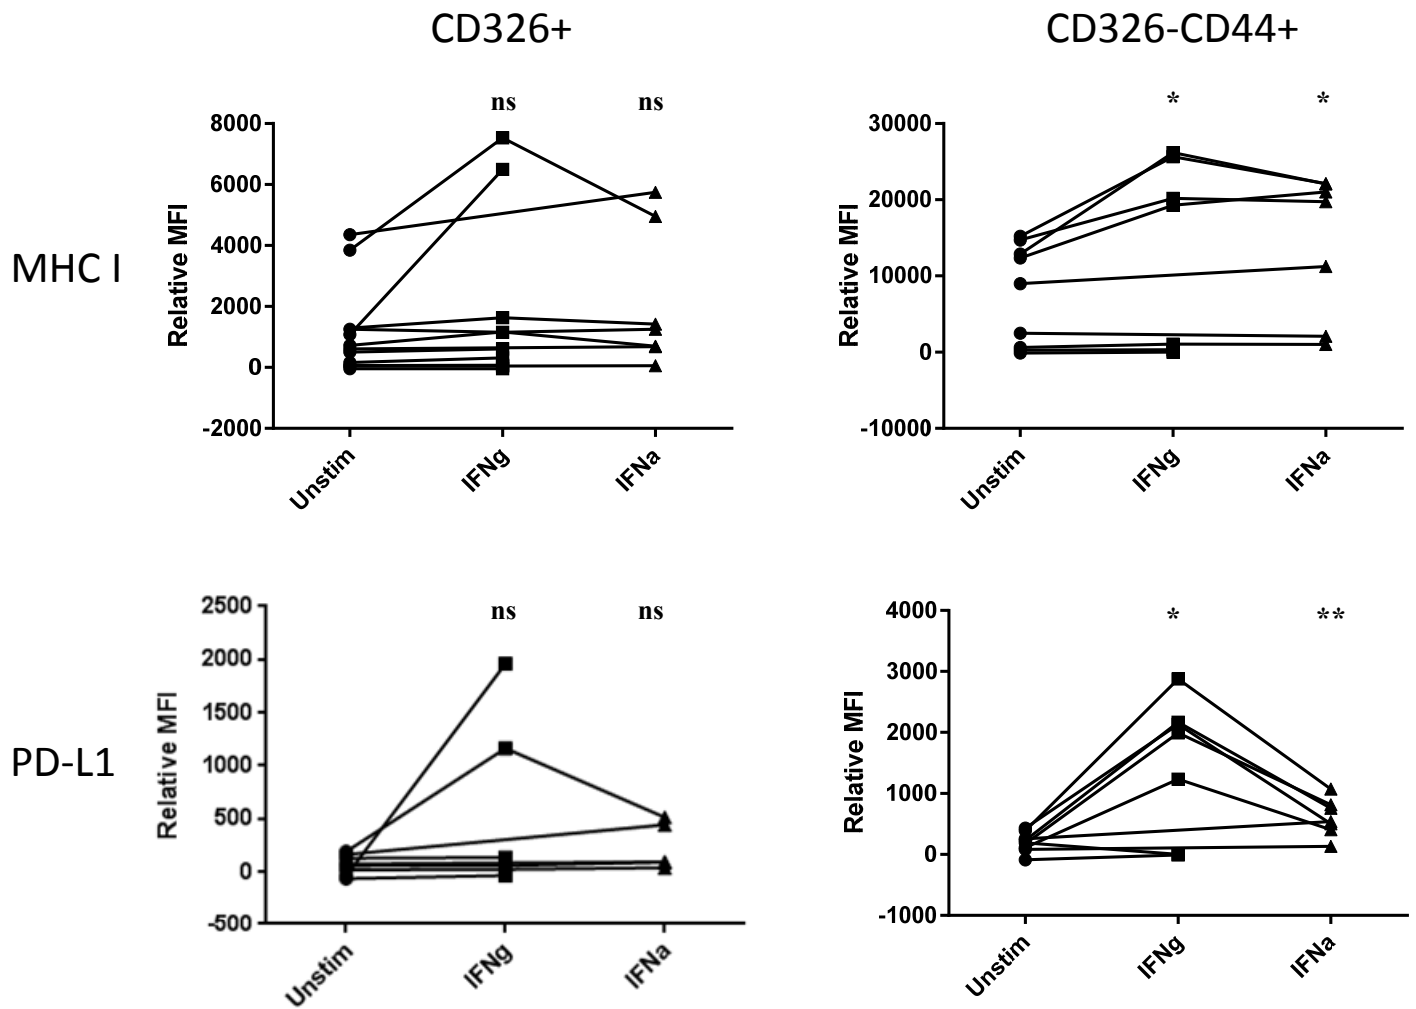 CD326+
CD326-CD44+
MHC I
ns
ns
8000
6000
4000
2000
0
-2000
Relative MFI
Unstim
IFNg
IFNa
*
*
30000
20000
10000
0
-10000
Relative MFI
Unstim
IFNg
IFNa
PD-L1
ns
ns
2500
2000
1500
1000
500
0
-500
Relative MFI
Unstim
IFNg
IFNa
*
**
4000
3000
2000
1000
0
-1000
Relative MFI
Unstim
IFNg
IFNa